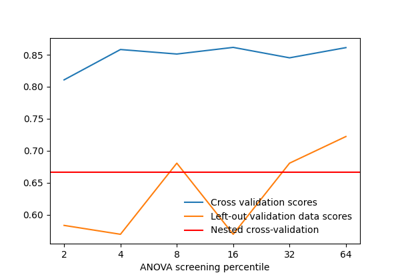 0.85
0.80
0.75
0.70
0.65
0.60
Cross validation scores
Left-out validation data scores
Nested cross-validation
2 4 8 16 32 64
ANOVA screening percentile